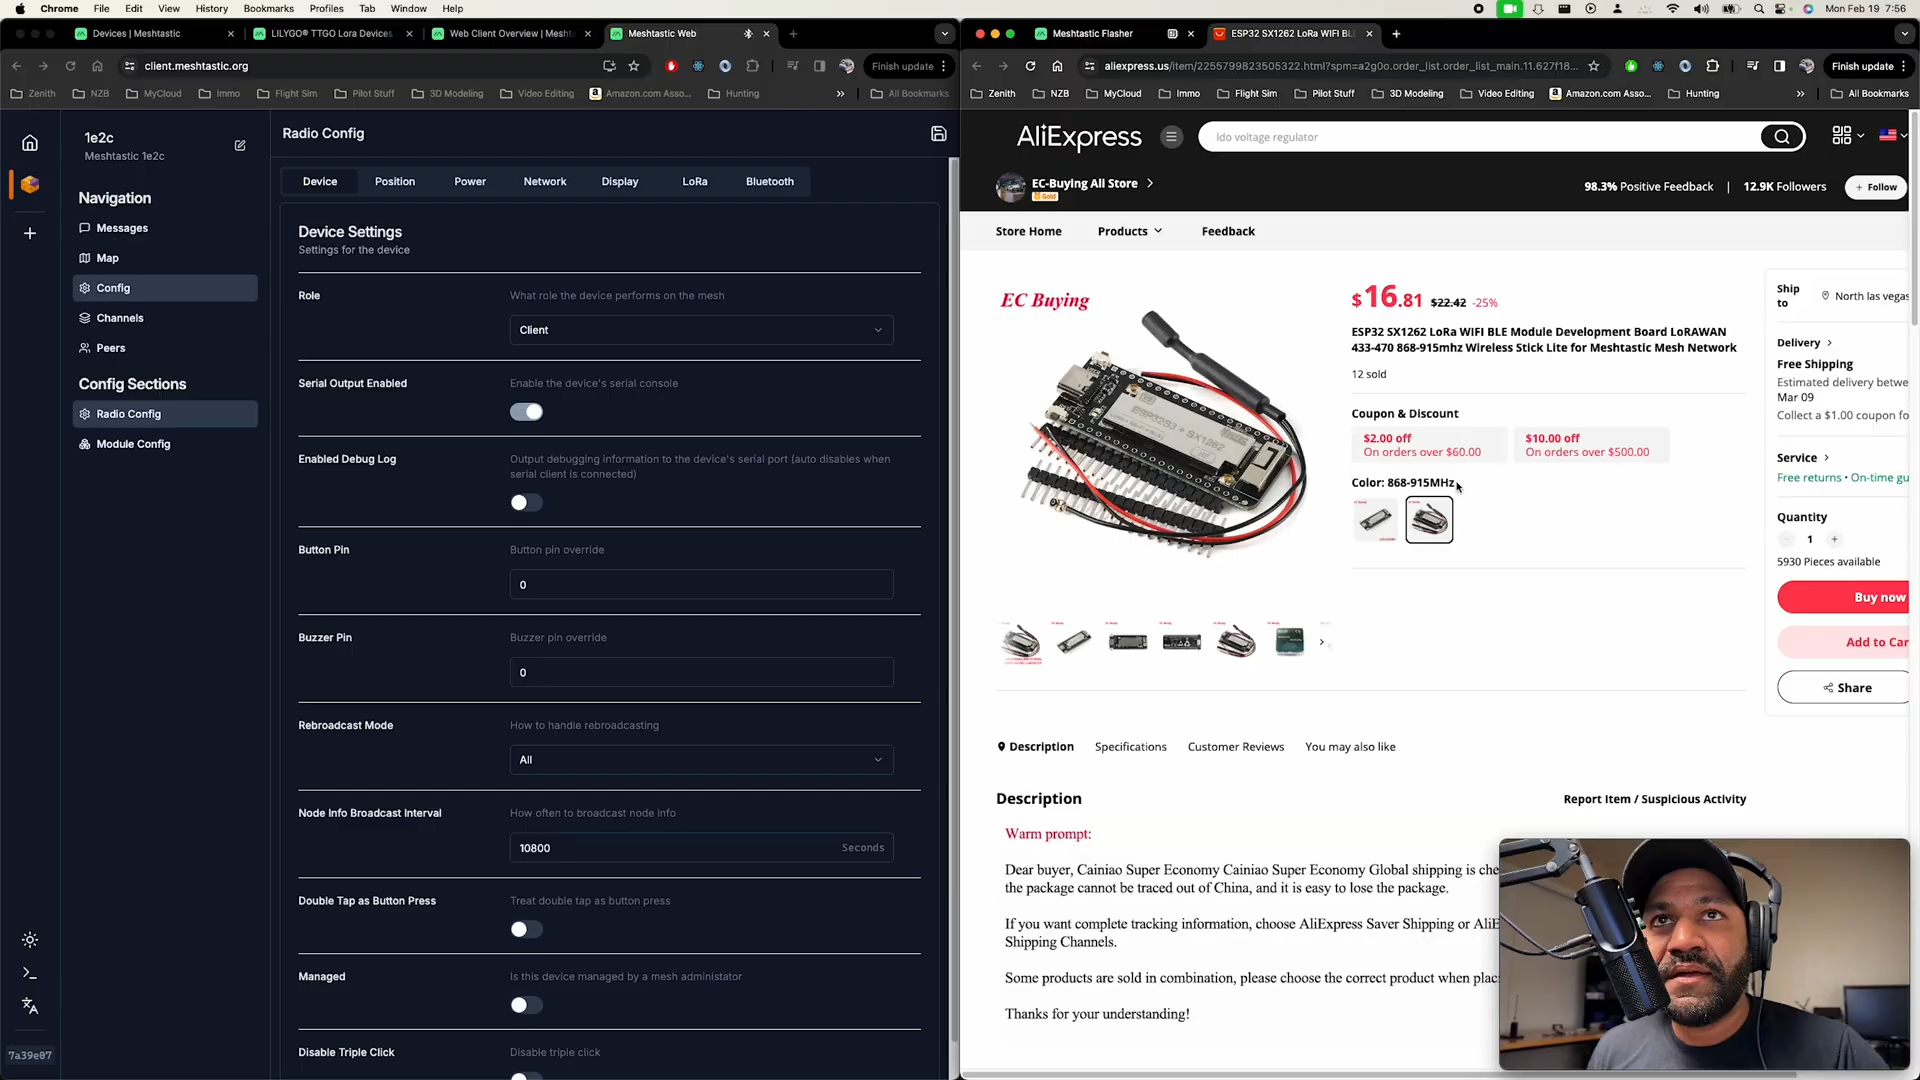 Chrome File Edit View History Bookmarks Profiles Tab Window Help
Mon Feb 19 7:56
Devices | Meshtastic
LILYGO® TTGO Lora Devices
Web Client Overview | Mesht
Meshtastic Web
client.meshtastic.org
Finish update
Zenith NZB MyCloud Immo Flight Sim Pilot Stuff 3D Modeling Video Editing Amazon.com Asso... Hunting » All Bookmarks
1e2c
Meshtastic 1e2c
Navigation
Messages
Map
Config
Channels
Peers
Config Sections
Radio Config
Module Config
7a39e07
Radio Config
Device Position Power Network Display LoRa Bluetooth
Device Settings
Settings for the device
Role
What role the device performs on the mesh
Client
Serial Output Enabled
Enable the device's serial console
Enabled Debug Log
Output debugging information to the device's serial port (auto disables when
serial client is connected)
Button Pin
Button pin override
0
Buzzer Pin
Buzzer pin override
0
Rebroadcast Mode
How to handle rebroadcasting
All
Node Info Broadcast Interval
How often to broadcast node info
10800 Seconds
Double Tap as Button Press
Treat double tap as button press
Managed
Is this device managed by a mesh administator
Disable Triple Click
Disable triple click
Meshtastic Flasher
ESP32 SX1262 LoRa WIFI BL
aliexpress.us/item/2255799823505322.html?spm=a2g0o.order_list.order_list_main.11.627f18...
Finish update
Zenith NZB MyCloud Immo Flight Sim Pilot Stuff 3D Modeling Video Editing Amazon.com Asso... Hunting » All Bookmarks
AliExpress
ldo voltage regulator
EC-Buying All Store
Gold
98.3% Positive Feedback | 12.9K Followers
+ Follow
Store Home Products Feedback
EC Buying
ESP32S3 + SX1262
$16.81 $22.42 -25%
ESP32 SX1262 LoRa WIFI BLE Module Development Board LoRAWAN
433-470 868-915mhz Wireless Stick Lite for Meshtastic Mesh Network
12 sold
Coupon & Discount
$2.00 off
On orders over $60.00
$10.00 off
On orders over $500.00
Color: 868-915MHz
Ship
to
North las vegas
Delivery
Free Shipping
Estimated delivery betwe
Mar 09
Collect a $1.00 coupon fo
Service
Free returns • On-time gu
Quantity
1
5930 Pieces available
Buy now
Add to Car
Share
Description Specifications Customer Reviews You may also like
Description
Report Item / Suspicious Activity
Warm prompt:
Dear buyer, Cainiao Super Economy Cainiao Super Economy Global shipping is che
the package cannot be traced out of China, and it is easy to lose the package.
If you want complete tracking information, choose AliExpress Saver Shipping or AliE
Shipping Channels.
Some products are sold in combination, please choose the correct product when plac
Thanks for your understanding!